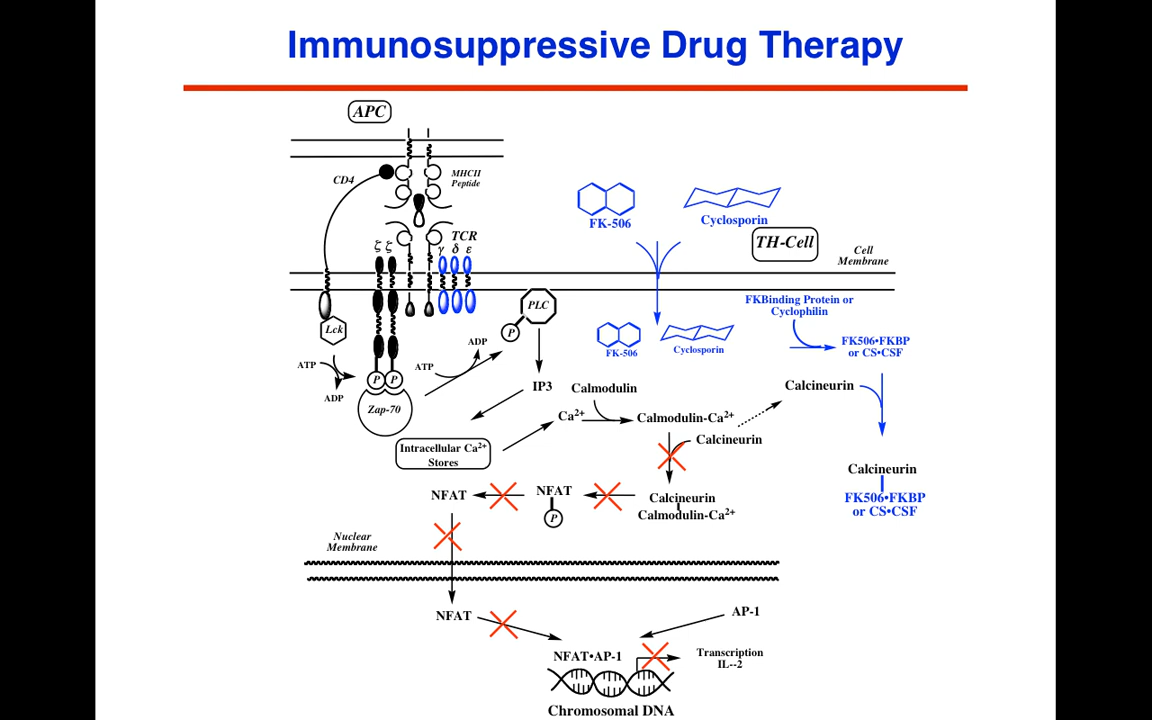 Immunosuppressive Drug Therapy
APC
CD4
MHCII
Peptide
FK-506
Cyclosporin
TH-Cell
Cell
Membrane
ζ ζ
TCR
γ δ ε
PLC
P
Lck
ATP
ADP
P P
Zap-70
ATP
ADP
FK-506
Cyclosporin
FKBinding Protein or
Cyclophilin
FK506•FKBP
or CS•CSF
IP3
Calmodulin
Ca²⁺
Calmodulin-Ca²⁺
Calcineurin
Calcineurin
Intracellular Ca²⁺
Stores
Calcineurin
FK506•FKBP
or CS•CSF
NFAT
NFAT
P
Calcineurin
Calmodulin-Ca²⁺
Nuclear
Membrane
NFAT
AP-1
NFAT•AP-1
Transcription
IL--2
Chromosomal DNA